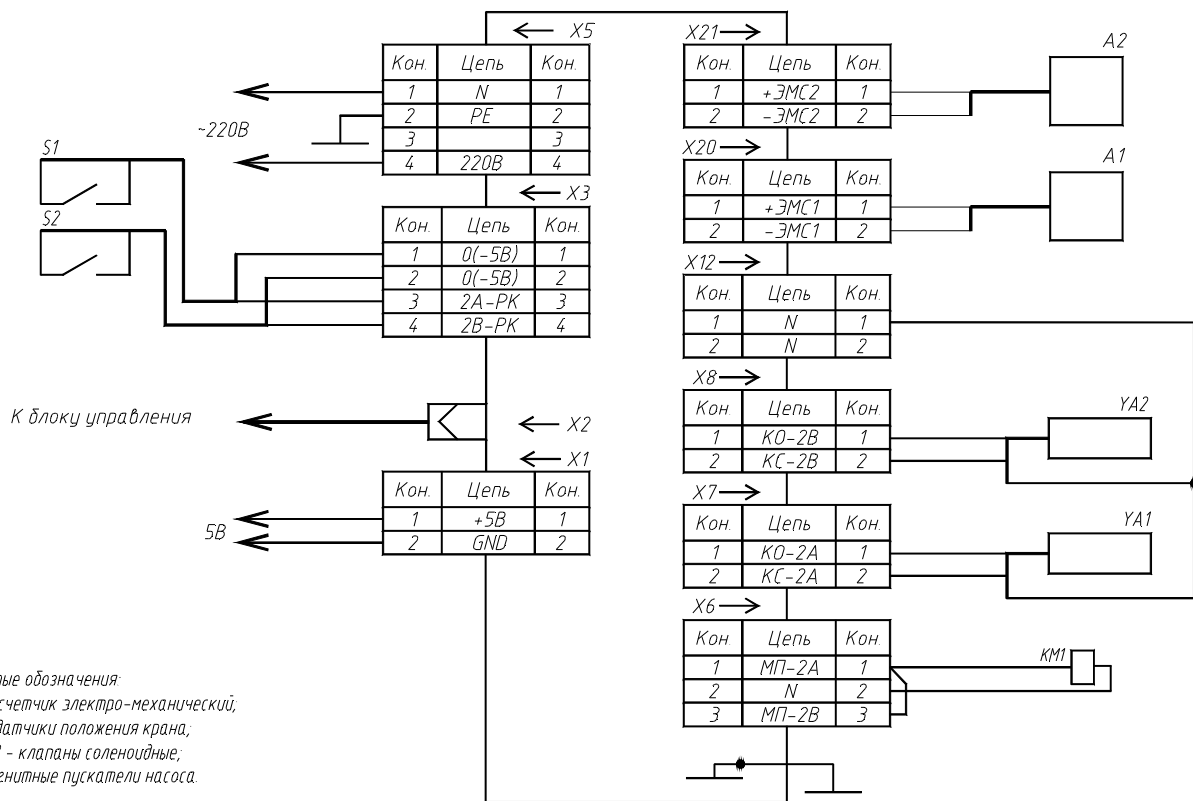 X5
Кон. Цепь Кон.
1 N 1
2 PE 2
3 3
4 220В 4
~220В
S1
S2
X3
Кон. Цепь Кон.
1 0(-5В) 1
2 0(-5В) 2
3 2А-РК 3
4 2В-РК 4
К блоку управления
X2
X1
Кон. Цепь Кон.
1 +5В 1
2 GND 2
5В
X21
Кон. Цепь Кон.
1 +ЭМС2 1
2 -ЭМС2 2
A2
X20
Кон. Цепь Кон.
1 +ЭМС1 1
2 -ЭМС1 2
A1
X12
Кон. Цепь Кон.
1 N 1
2 N 2
X8
Кон. Цепь Кон.
1 КО-2В 1
2 КС-2В 2
YA2
X7
Кон. Цепь Кон.
1 КО-2А 1
2 КС-2А 2
YA1
X6
Кон. Цепь Кон.
1 МП-2А 1
2 N 2
3 МП-2В 3
КМ1
обозначения:
счетчик электро-механический,
датчики положения крана;
- клапаны соленоидные;
пускатели насоса.